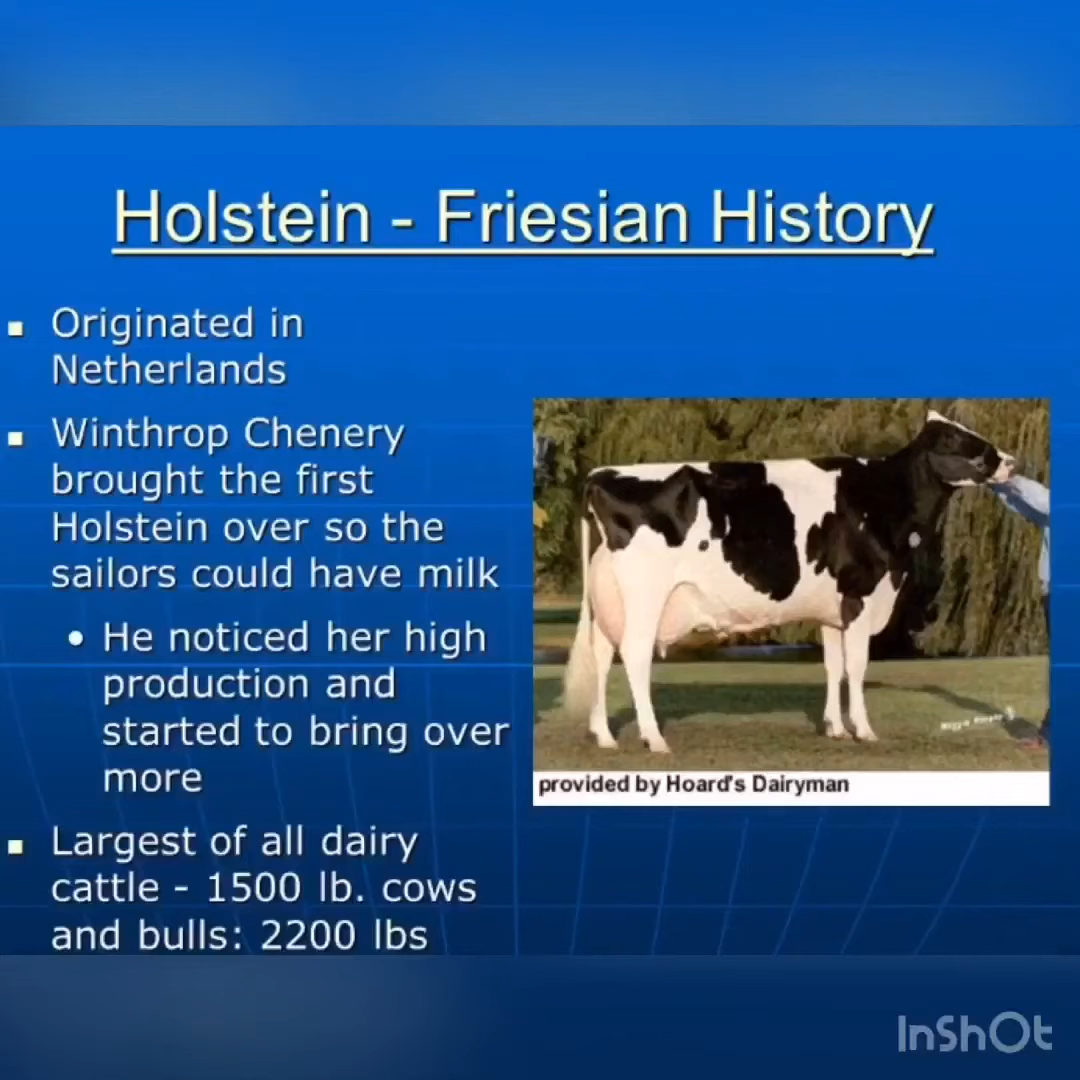 Holstein - Friesian History
Originated in
Netherlands
Winthrop Chenery
brought the first
Holstein over so the
sailors could have milk
He noticed her high
production and
started to bring over
more
Largest of all dairy
cattle - 1500 lb. cows
and bulls: 2200 lbs
provided by Hoard's Dairyman
InShOt